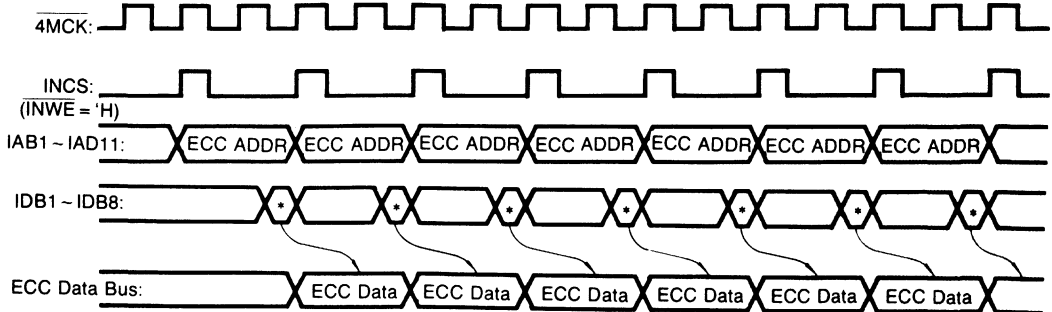 4MCK:
INCS:
(INWE = 'H)
IAB1 ~ IAD11: ECC ADDR ECC ADDR ECC ADDR ECC ADDR ECC ADDR ECC ADDR ECC ADDR
IDB1 ~ IDB8: * * * * * * *
ECC Data Bus: ECC Data ECC Data ECC Data ECC Data ECC Data ECC Data